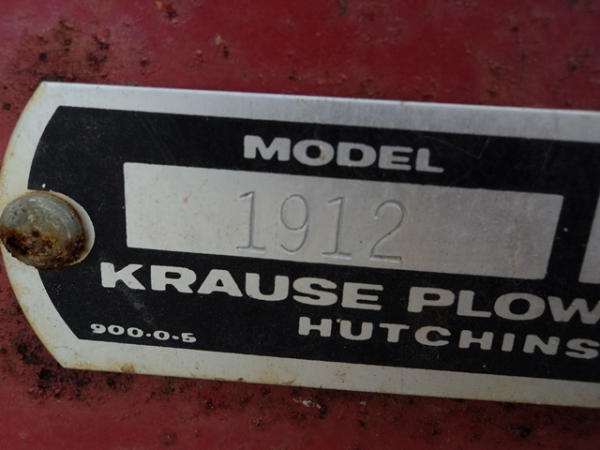 MODEL
1912
KRAUSE PLOW
HUTCHINS
900-0-5